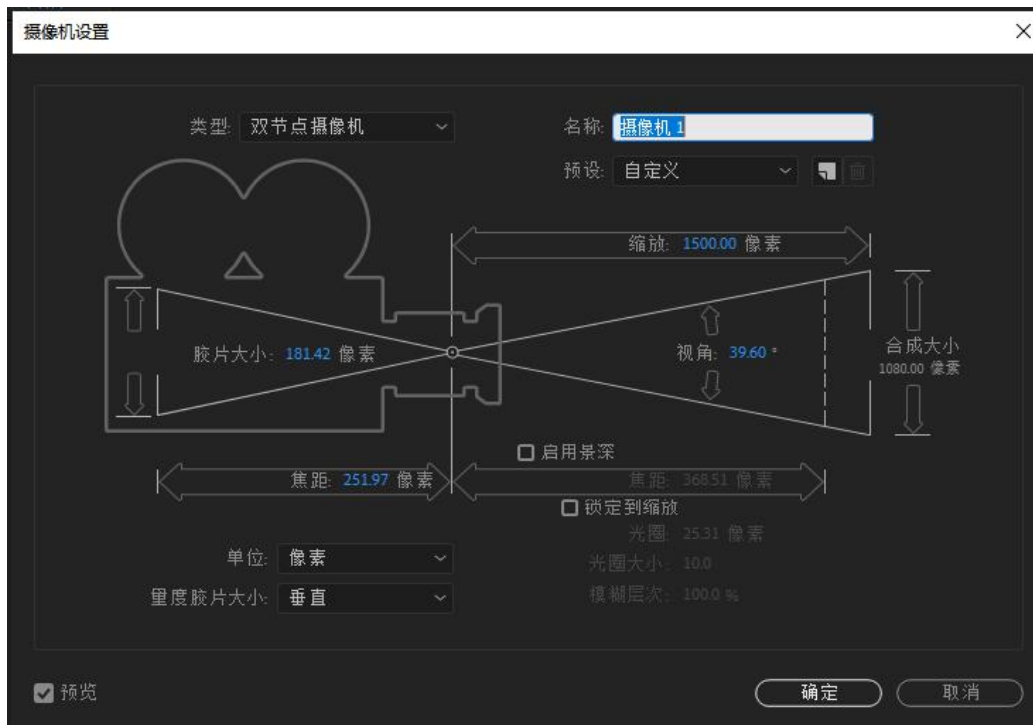 摄像机设置
类型: 双节点摄像机
名称: 摄像机 1
预设: 自定义
缩放: 1500.00 像素
胶片大小: 181.42 像素
视角: 39.60 °
合成大小
1080.00 像素
启用景深
焦距: 251.97 像素
焦距: 368.51 像素
锁定到缩放
光圈: 25.31 像素
单位: 像素
光圈大小: 10.0
量度胶片大小: 垂直
模糊层次: 100.0 %
预览
确定
取消